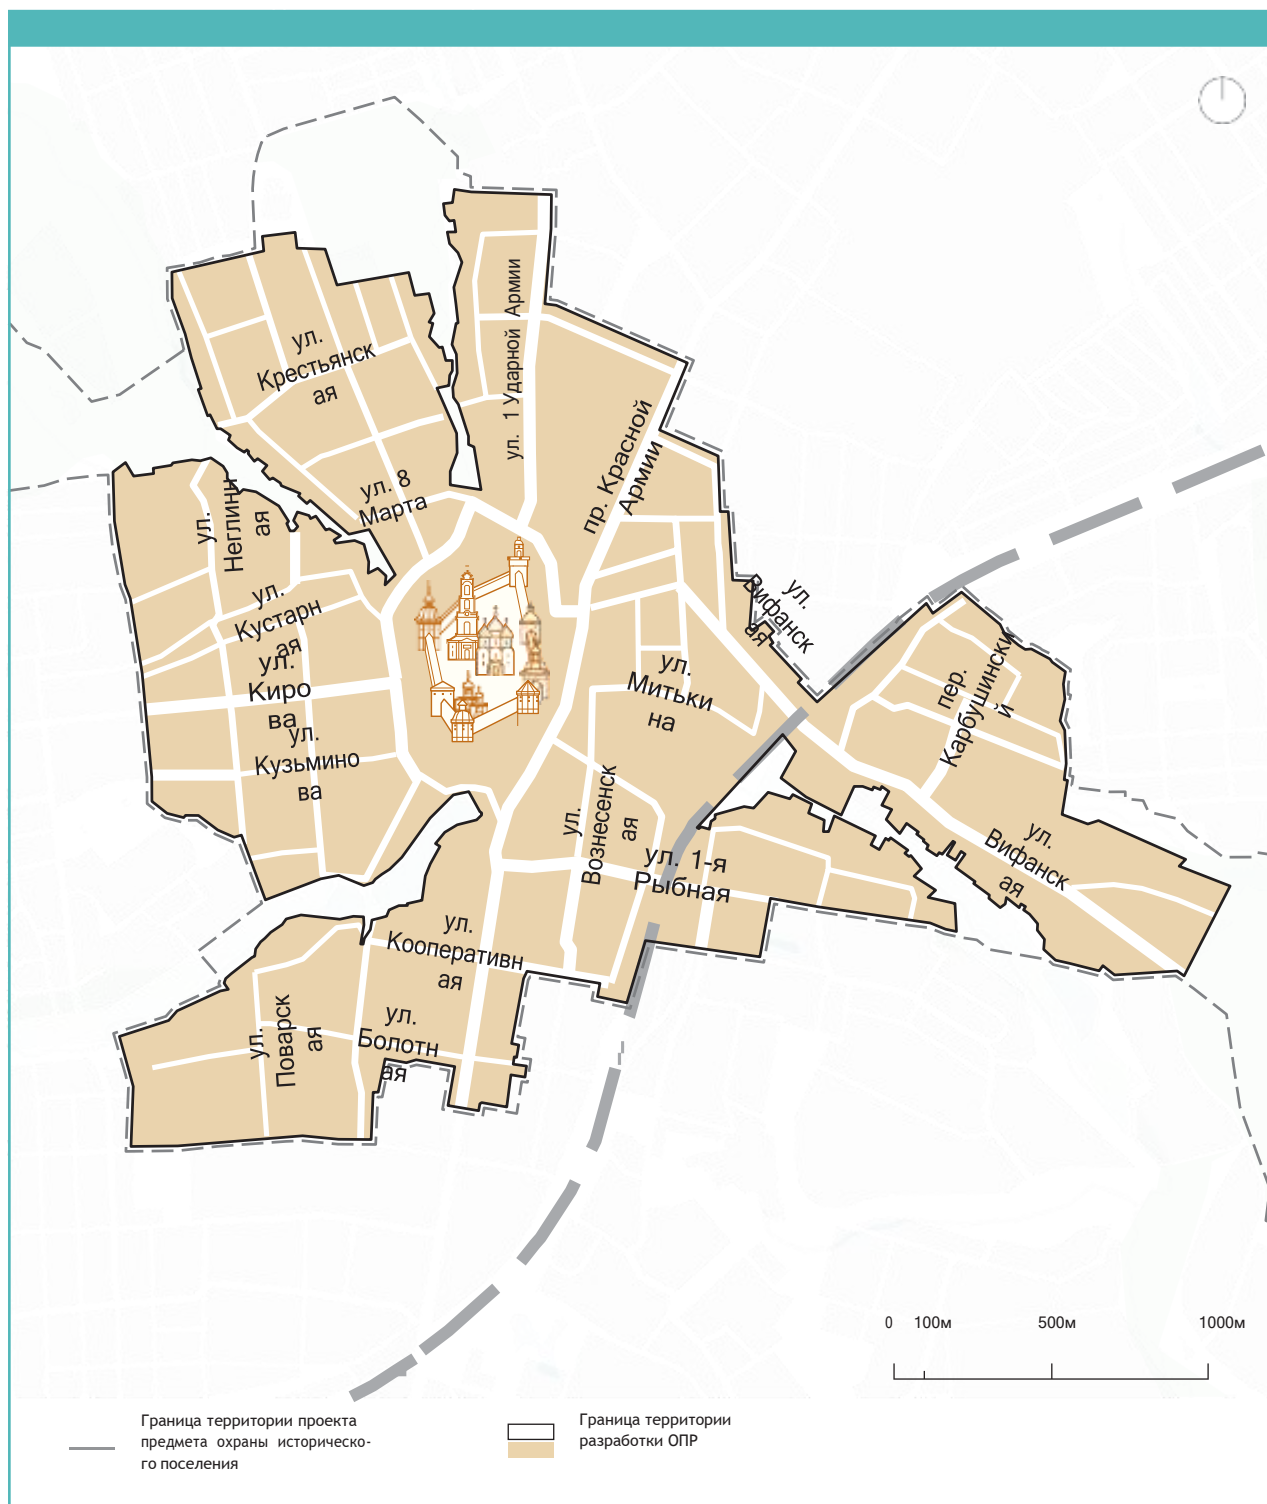 ул. 1 Ударной Армии
ул.
Крестьянск
ая
пр. Красной
Армии
ул. 8
Марта
ул.
Неглинн
ая
ул.
Вифанск
ая
ул.
Кустарн
ая
ул.
Киро
ва
ул.
Митьки
на
пер.
Карбушински
й
ул.
Кузьмино
ва
ул.
Вознесенск
ая
ул. 1-я
Рыбная
ул.
Вифанск
ая
ул.
Кооперативн
ая
ул.
Поварск
ая
ул.
Болотн
ая
0 100м 500м 1000м
Граница территории проекта
предмета охраны историческо-
го поселения
Граница территории
разработки ОПР